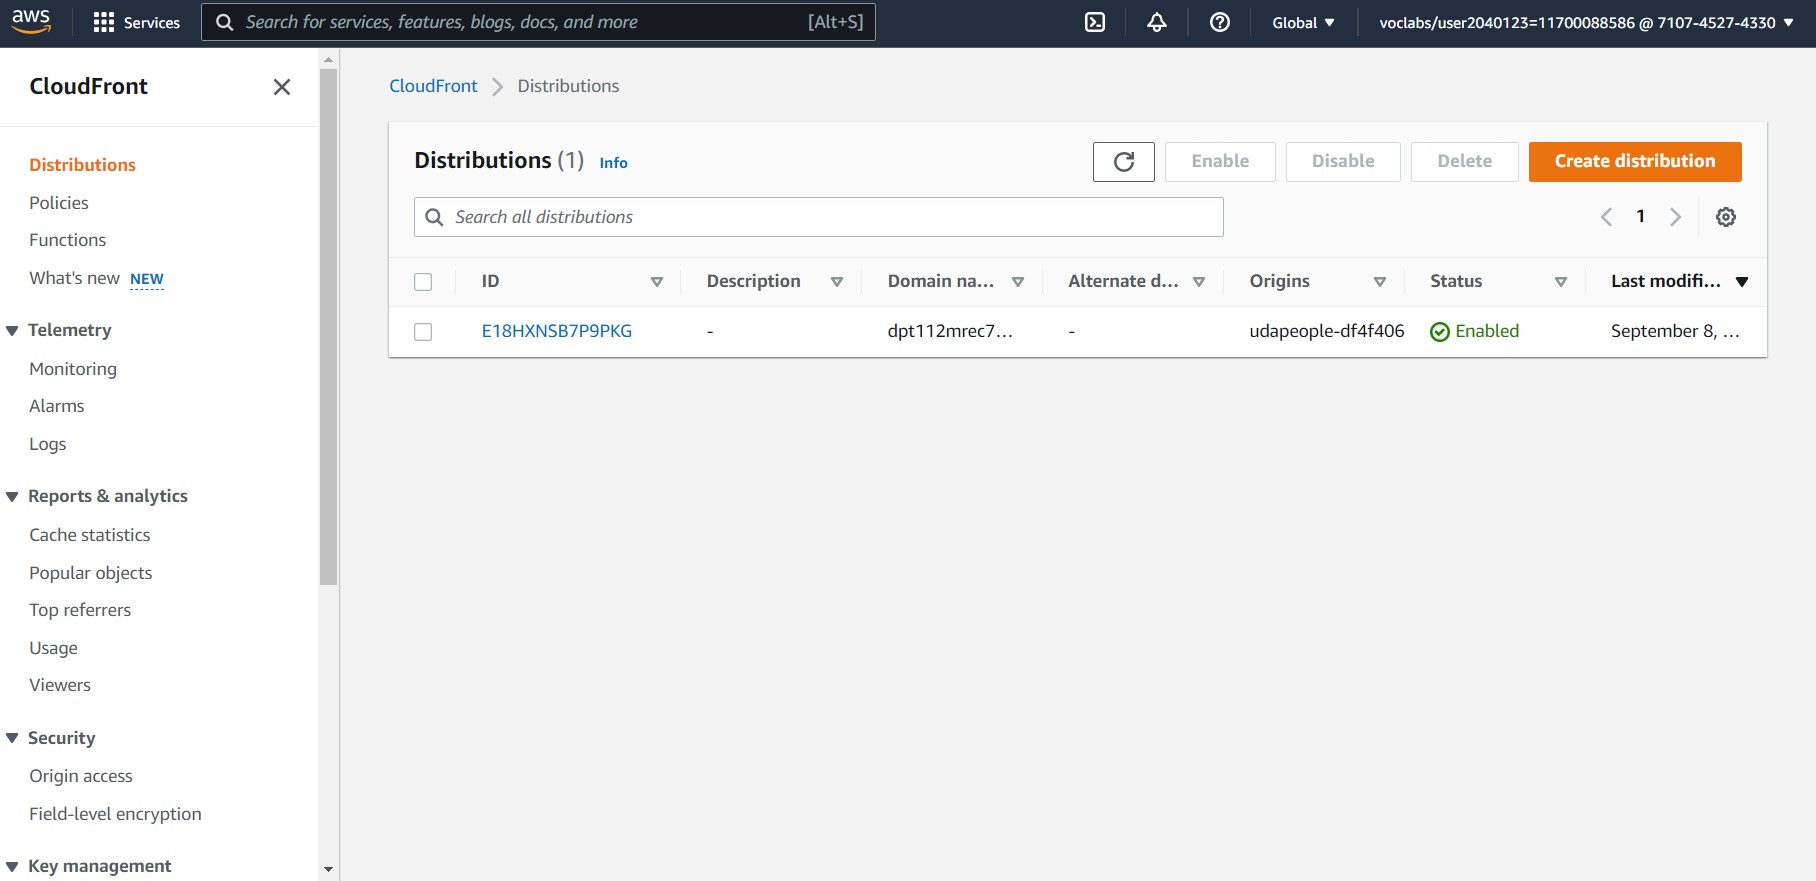 aws Services Search for services, features, blogs, docs, and more [Alt+S] Global voclabs/user2040123=11700088586 @ 7107-4527-4330
CloudFront
Distributions
Policies
Functions
What's new NEW
Telemetry
Monitoring
Alarms
Logs
Reports & analytics
Cache statistics
Popular objects
Top referrers
Usage
Viewers
Security
Origin access
Field-level encryption
Key management
CloudFront Distributions
Distributions (1) Info Enable Disable Delete Create distribution
Search all distributions 1
ID Description Domain na... Alternate d... Origins Status Last modifi...
E18HXNSB7P9PKG - dpt112mrec7... - udapeople-df4f406 Enabled September 8, ...